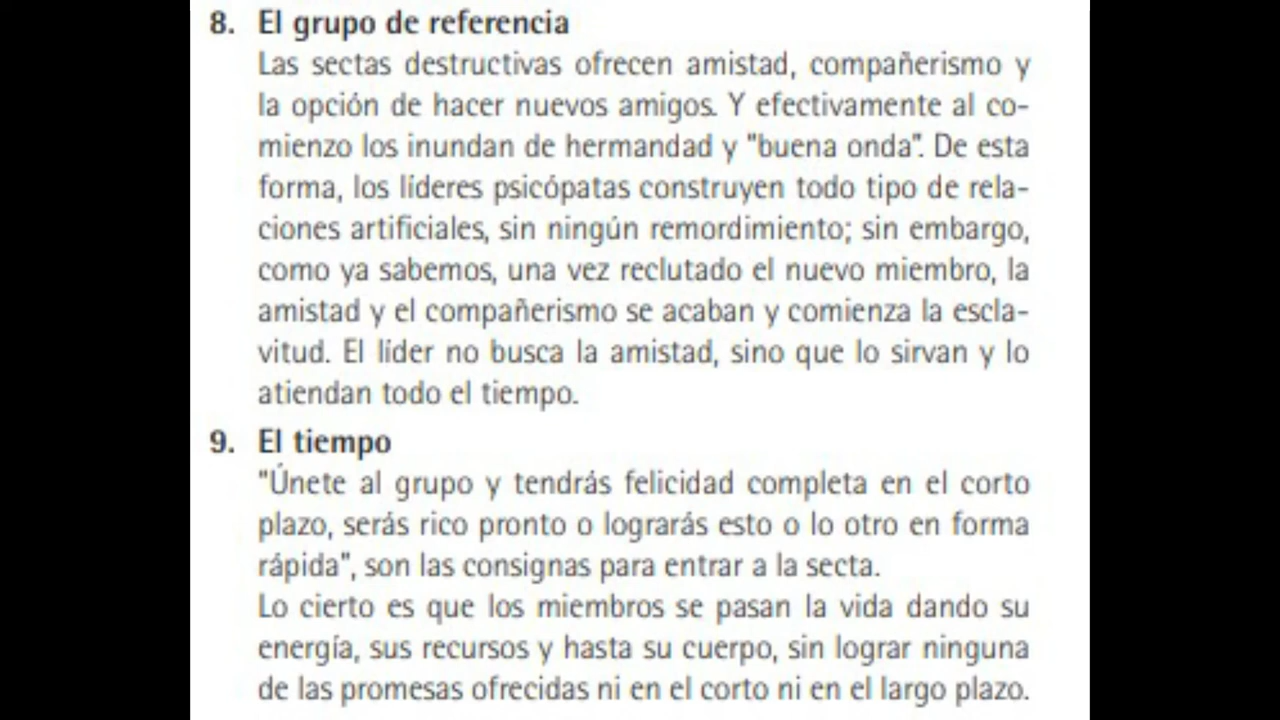 8. El grupo de referencia
Las sectas destructivas ofrecen amistad, compañerismo y
la opción de hacer nuevos amigos. Y efectivamente al co-
mienzo los inundan de hermandad y "buena onda". De esta
forma, los líderes psicópatas construyen todo tipo de rela-
ciones artificiales, sin ningún remordimiento; sin embargo,
como ya sabemos, una vez reclutado el nuevo miembro, la
amistad y el compañerismo se acaban y comienza la escla-
vitud. El líder no busca la amistad, sino que lo sirvan y lo
atiendan todo el tiempo.
9. El tiempo
"Únete al grupo y tendrás felicidad completa en el corto
plazo, serás rico pronto o lograrás esto o lo otro en forma
rápida", son las consignas para entrar a la secta.
Lo cierto es que los miembros se pasan la vida dando su
energía, sus recursos y hasta su cuerpo, sin lograr ninguna
de las promesas ofrecidas ni en el corto ni en el largo plazo.